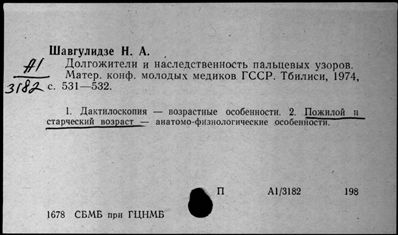 Шавгулидзе Н. А.
А1
3182
Долгожители и наследственность пальцевых узоров.
Матер. конф. молодых медиков ГССР. Тбилиси, 1974,
с. 531—532.
1. Дактилоскопия — возрастные особенности. 2. Пожилой и
старческий возраст — анатомо-физиологические особенности.
П А1/3182 198
1678 СБМБ при ГЦНМБ